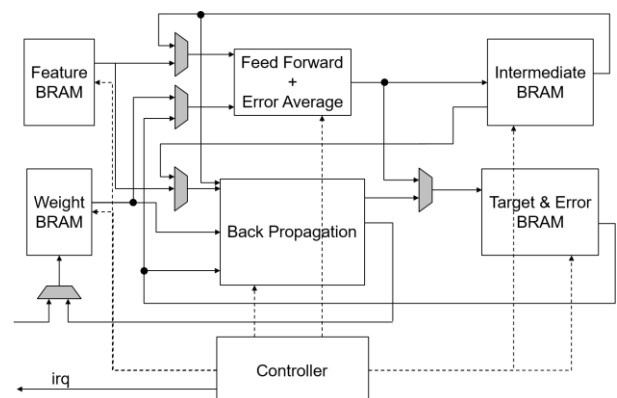 Feature
BRAM
Feed Forward
+
Error Average
Intermediate
BRAM
Weight
BRAM
Back Propagation
Target & Error
BRAM
Controller
irq